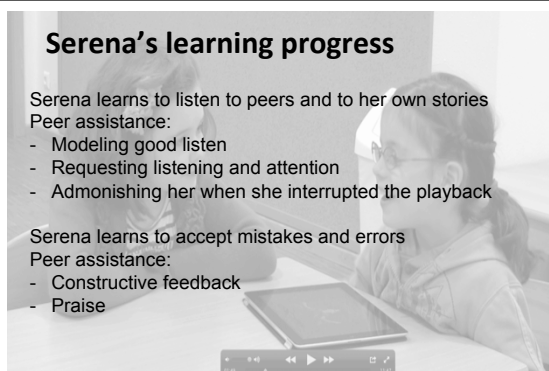 Serena's learning progress
Serena learns to listen to peers and to her own stories
Peer assistance:
- Modeling good listen
- Requesting listening and attention
- Admonishing her when she interrupted the playback
Serena learns to accept mistakes and errors
Peer assistance:
- Constructive feedback
- Praise